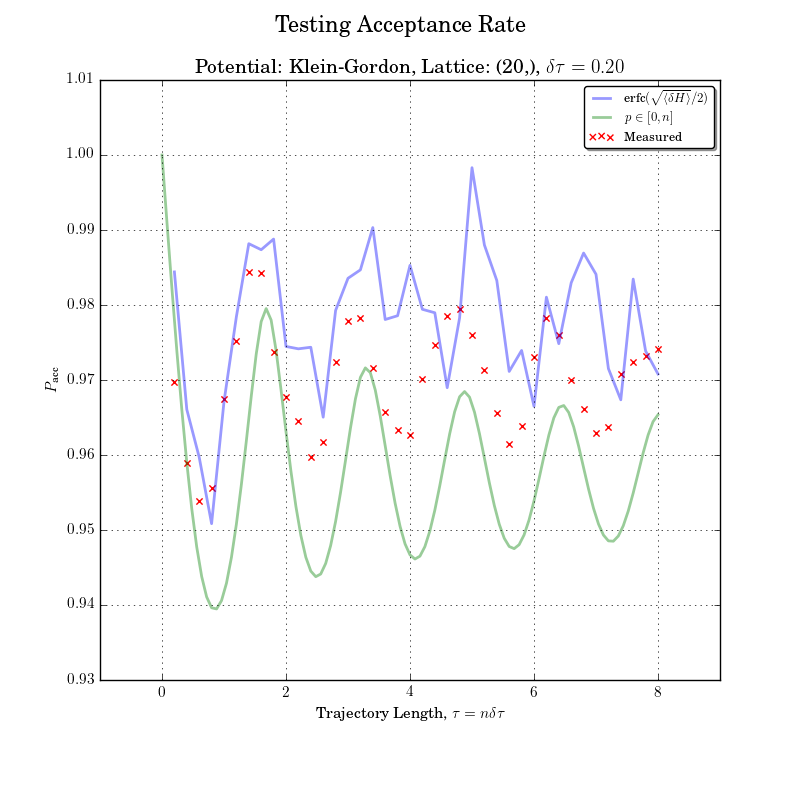 Testing Acceptance Rate
Potential: Klein-Gordon, Lattice: (20,), δτ = 0.20
erfc(√⟨δH⟩/2)
p ∈ [0, n]
Measured
1.01
1.00
0.99
0.98
0.97
0.96
0.95
0.94
0.93
P_acc
0 2 4 6 8
Trajectory Length, τ = nδτ